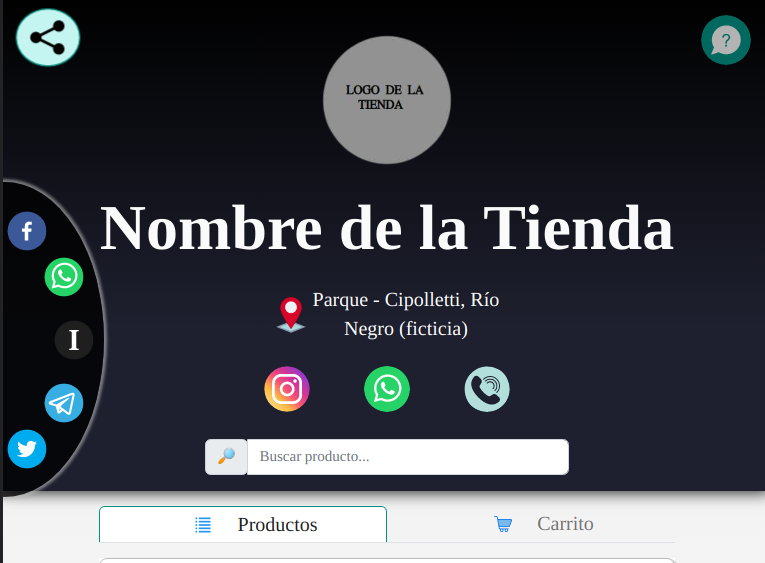 LOGO DE LA
TIENDA
Nombre de la Tienda
Parque - Cipolletti, Río
Negro (ficticia)
I
Buscar producto...
Productos
Carrito